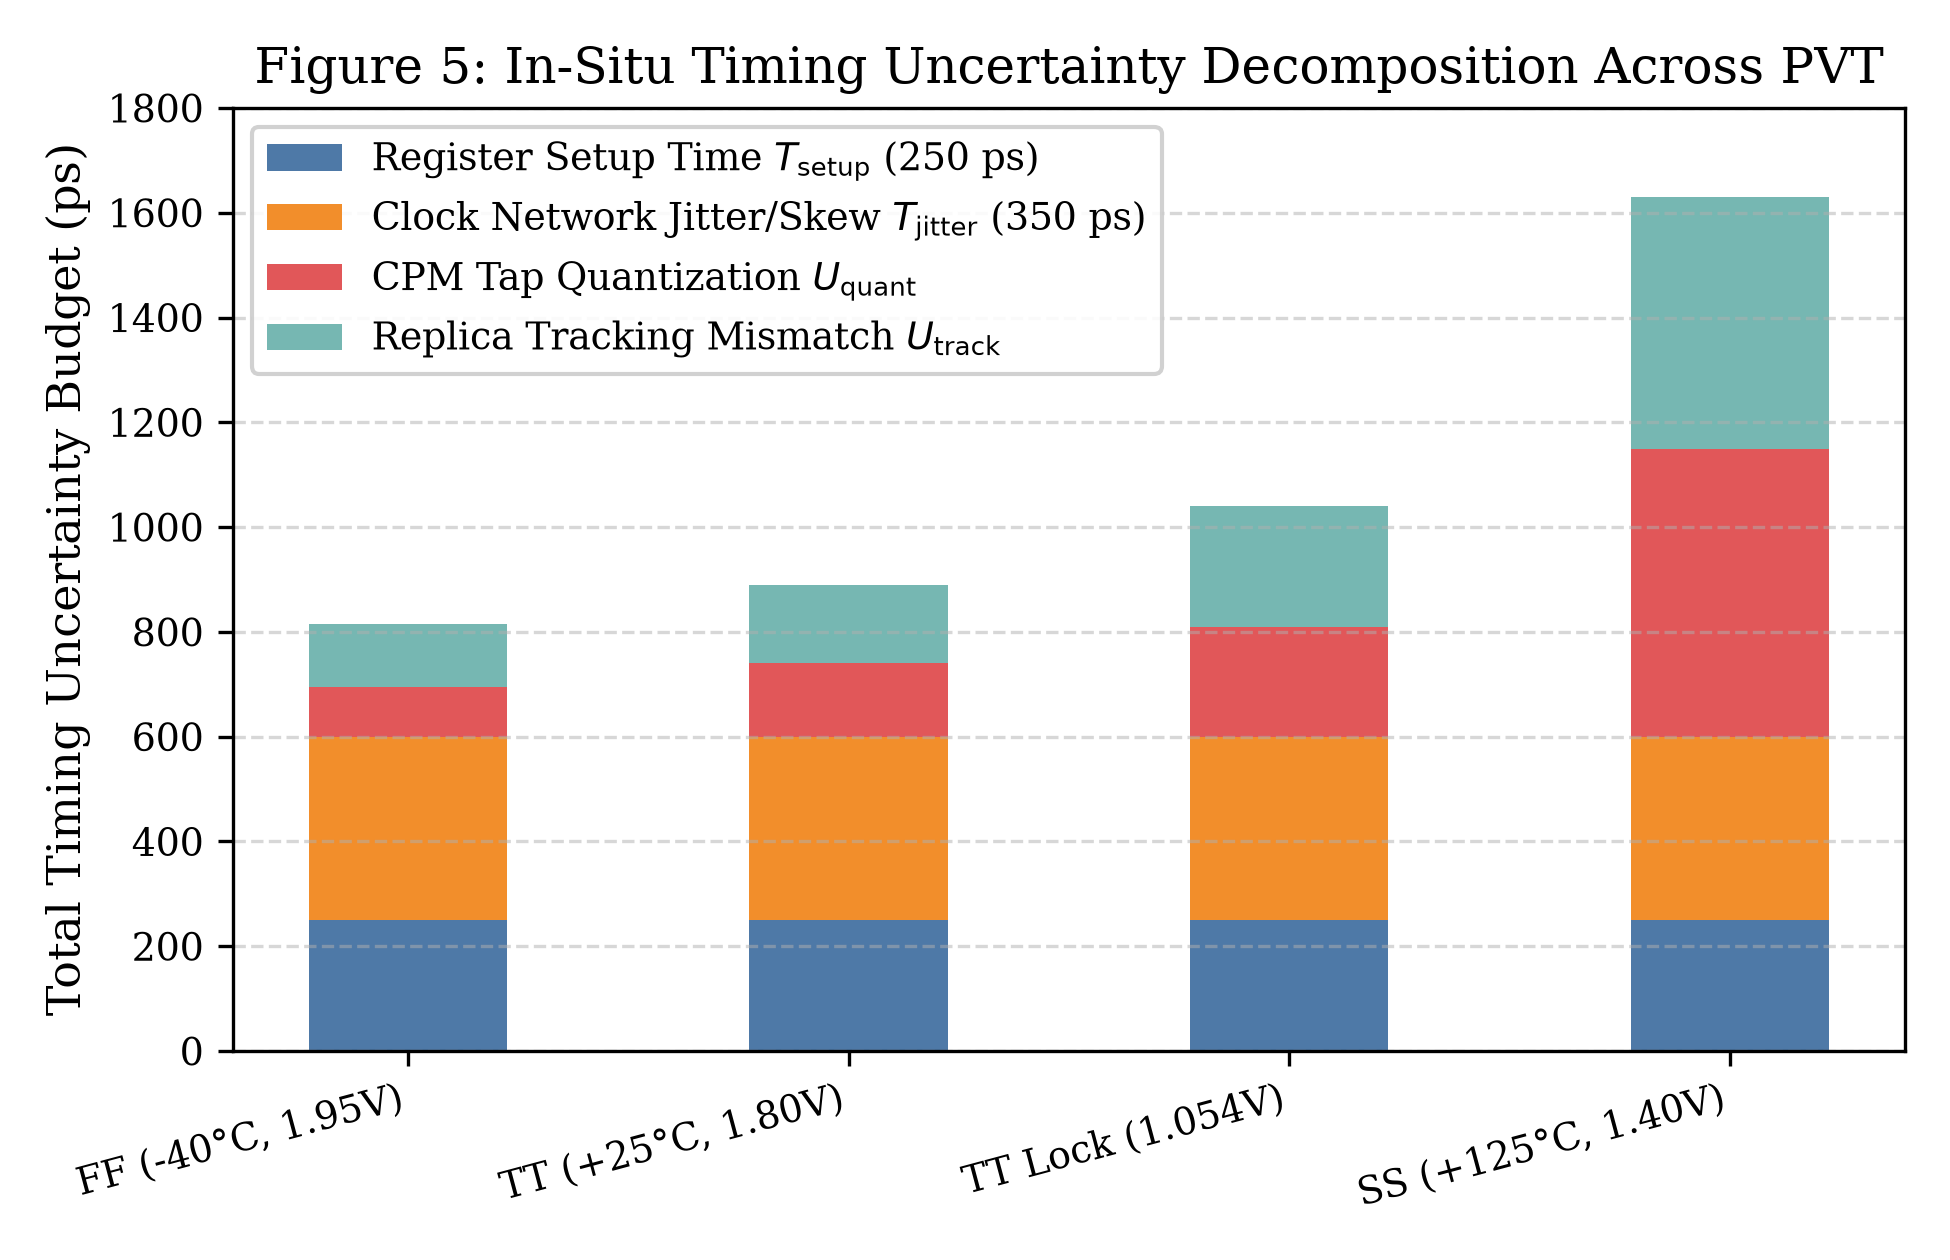 Figure 5: In-Situ Timing Uncertainty Decomposition Across PVT
Total Timing Uncertainty Budget (ps)
1800
1600
1400
1200
1000
800
600
400
200
0
Register Setup Time T_setup (250 ps)
Clock Network Jitter/Skew T_jitter (350 ps)
CPM Tap Quantization U_quant
Replica Tracking Mismatch U_track
FF (-40°C, 1.95V)
TT (+25°C, 1.80V)
TT Lock (1.054V)
SS (+125°C, 1.40V)